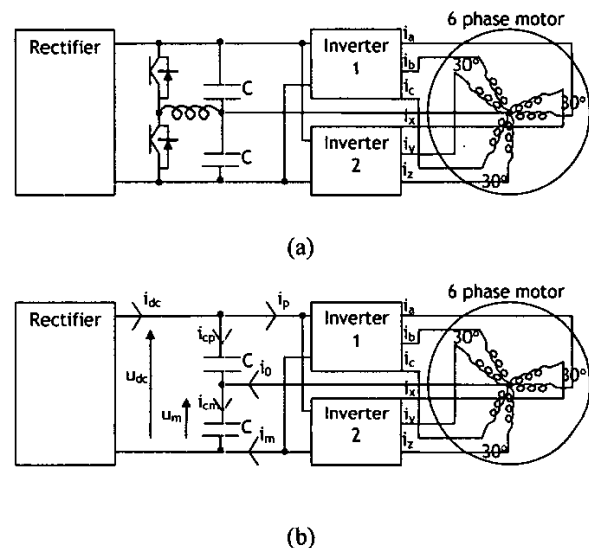 6 phase motor
Rectifier
Inverter
1
C
C
Inverter
2
i_a
i_b
i_c
i_x
i_y
i_z
30°
30°
30°
(a)
6 phase motor
Rectifier
i_dc
i_p
i_cp
C
i_0
u_dc
i_cm
u_m
C
i_m
Inverter
1
Inverter
2
i_a
i_b
i_c
i_x
i_y
i_z
30°
30°
30°
(b)